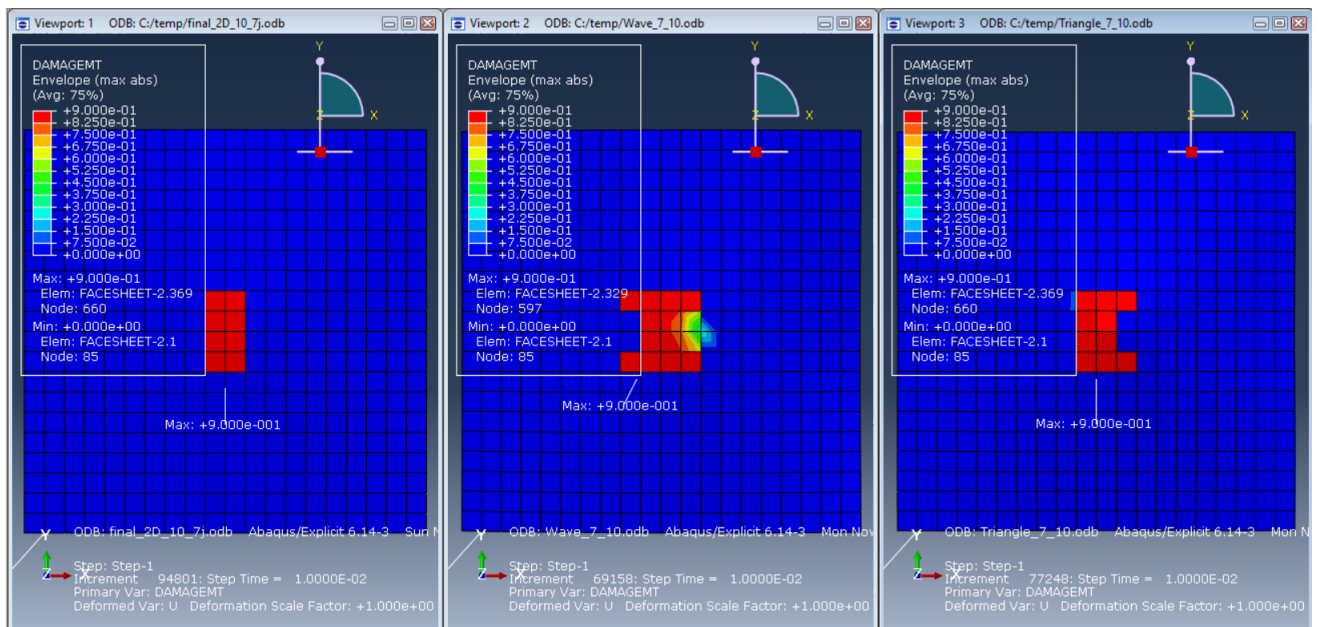 Viewport: 1 ODB: C:/temp/final_2D_10_7j.odb
DAMAGEMT
Envelope (max abs)
(Avg: 75%)
+9.000e-01
+8.250e-01
+7.500e-01
+6.750e-01
+6.000e-01
+5.250e-01
+4.500e-01
+3.750e-01
+3.000e-01
+2.250e-01
+1.500e-01
+7.500e-02
+0.000e+00
Max: +9.000e-01
Elem: FACESHEET-2.369
Node: 660
Min: +0.000e+00
Elem: FACESHEET-2.1
Node: 85
Y
Z X
Max: +9.000e-001
Y
Z X
ODB: final_2D_10_7j.odb Abaqus/Explicit 6.14-3 Sun N
Step: Step-1
Increment 94801: Step Time = 1.0000E-02
Primary Var: DAMAGEMT
Deformed Var: U Deformation Scale Factor: +1.000e+00
Viewport: 2 ODB: C:/temp/Wave_7_10.odb
DAMAGEMT
Envelope (max abs)
(Avg: 75%)
+9.000e-01
+8.250e-01
+7.500e-01
+6.750e-01
+6.000e-01
+5.250e-01
+4.500e-01
+3.750e-01
+3.000e-01
+2.250e-01
+1.500e-01
+7.500e-02
+0.000e+00
Max: +9.000e-01
Elem: FACESHEET-2.329
Node: 597
Min: +0.000e+00
Elem: FACESHEET-2.1
Node: 85
Y
Z X
Max: +9.000e-001
Y
Z X
ODB: Wave_7_10.odb Abaqus/Explicit 6.14-3 Mon Nov
Step: Step-1
Increment 69158: Step Time = 1.0000E-02
Primary Var: DAMAGEMT
Deformed Var: U Deformation Scale Factor: +1.000e+00
Viewport: 3 ODB: C:/temp/Triangle_7_10.odb
DAMAGEMT
Envelope (max abs)
(Avg: 75%)
+9.000e-01
+8.250e-01
+7.500e-01
+6.750e-01
+6.000e-01
+5.250e-01
+4.500e-01
+3.750e-01
+3.000e-01
+2.250e-01
+1.500e-01
+7.500e-02
+0.000e+00
Max: +9.000e-01
Elem: FACESHEET-2.369
Node: 660
Min: +0.000e+00
Elem: FACESHEET-2.1
Node: 85
Y
Z X
Max: +9.000e-001
Y
Z X
ODB: Triangle_7_10.odb Abaqus/Explicit 6.14-3 Mon N
Step: Step-1
Increment 77248: Step Time = 1.0000E-02
Primary Var: DAMAGEMT
Deformed Var: U Deformation Scale Factor: +1.000e+00